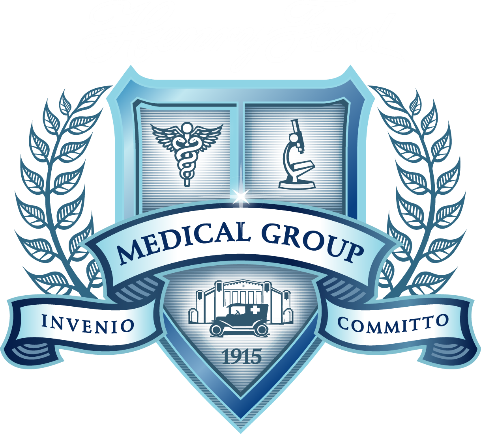 MEDICAL GROUP
INVENIO
COMMITTO
1915